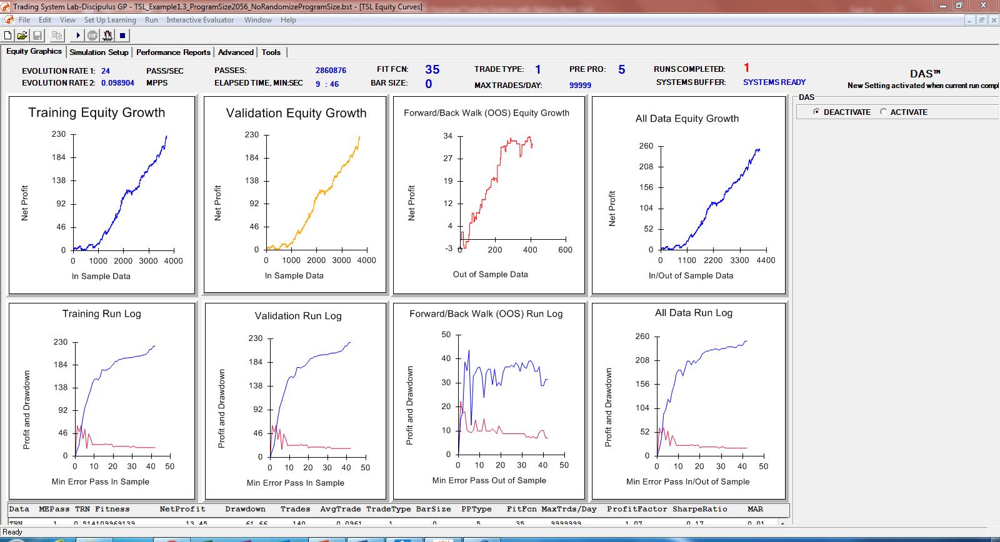 Trading System Lab-Discipulus GP - TSL_Example1.3_ProgramSize2056_NoRandomizeProgramSize.bst - [TSL Equity Curves]
File Edit View Set Up Learning Run Interactive Evaluator Window Help
Equity Graphics Simulation Setup Performance Reports Advanced Tools
EVOLUTION RATE 1: 24 PASS/SEC PASSES: 2860876 FIT FCN: 35 TRADE TYPE: 1 PRE PRO: 5 RUNS COMPLETED: 1
EVOLUTION RATE 2: 0.098904 MPPS ELAPSED TIME, MIN:SEC 9 : 46 BAR SIZE: 0 MAX TRADES/DAY: 99999 SYSTEMS BUFFER: SYSTEMS READY
DAS™
New Setting activated when current run compl
DAS
DEACTIVATE ACTIVATE
Training Equity Growth
Net Profit
230
184
138
92
46
0
0 1000 2000 3000 4000
In Sample Data
Validation Equity Growth
Net Profit
230
184
138
92
46
0
0 1000 2000 3000 4000
In Sample Data
Forward/Back Walk (OOS) Equity Growth
Net Profit
34
27
19
12
4
-3
0 200 400 600
Out of Sample Data
All Data Equity Growth
Net Profit
260
208
156
104
52
0
0 1100 2200 3300 4400
In/Out of Sample Data
Training Run Log
Profit and Drawdown
230
184
138
92
46
0
0 10 20 30 40 50
Min Error Pass In Sample
Validation Run Log
Profit and Drawdown
230
184
138
92
46
0
0 10 20 30 40 50
Min Error Pass In Sample
Forward/Back Walk (OOS) Run Log
Profit and Drawdown
50
40
30
20
10
0
0 10 20 30 40 50
Min Error Pass Out of Sample
All Data Run Log
Profit and Drawdown
260
208
156
104
52
0
0 10 20 30 40 50
Min Error Pass In/Out of Sample
Data MEPass TRN Fitness NetProfit Drawdown Trades AvgTrade TradeType BarSize PPType FitFcn MaxTrds/Day ProfitFactor SharpeRatio MAR
TRN 1 0.514109969139 13.45 61.66 140 0.0961 1 0 5 35 9999999 1.07 0.17 0.01
Ready